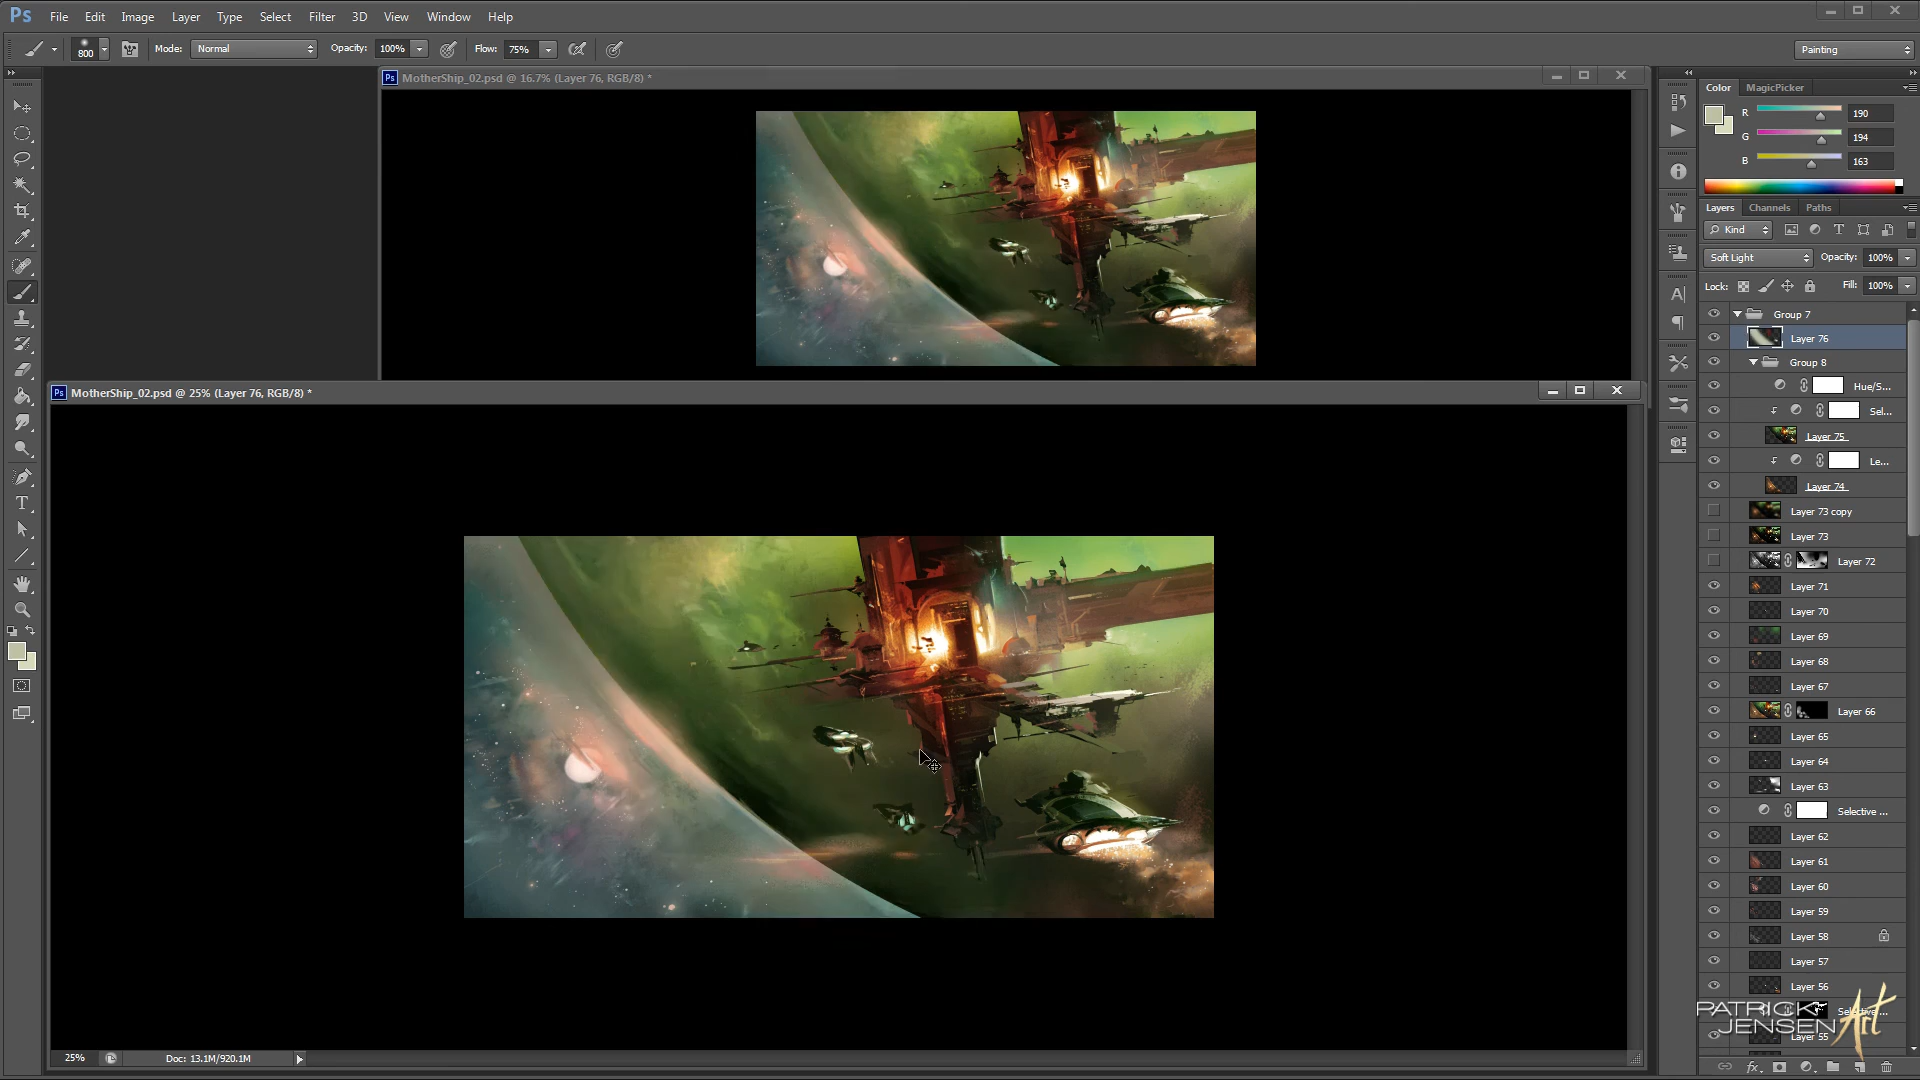 Ps File Edit Image Layer Type Select Filter 3D View Window Help
800 Mode: Normal Opacity: 100% Flow: 75% Painting
Ps MotherShip_02.psd @ 16.7% (Layer 76, RGB/8) *
Color MagicPicker
R 190
G 194
B 163
Layers Channels Paths
Kind
Soft Light Opacity: 100%
Lock: Fill: 100%
Group 7
Layer 76
Group 8
Ps MotherShip_02.psd @ 25% (Layer 76, RGB/8) *
Hue/S...
Sel...
Layer 75
Le...
Layer 74
Layer 73 copy
Layer 73
Layer 72
Layer 71
Layer 70
Layer 69
Layer 68
Layer 67
Layer 66
Layer 65
Layer 64
Layer 63
Selective ...
Layer 62
Layer 61
Layer 60
Layer 59
Layer 58
Layer 57
Layer 56
Selective ...
Layer 55
PATRICK
JENSEN Art
25% Doc: 13.1M/920.1M